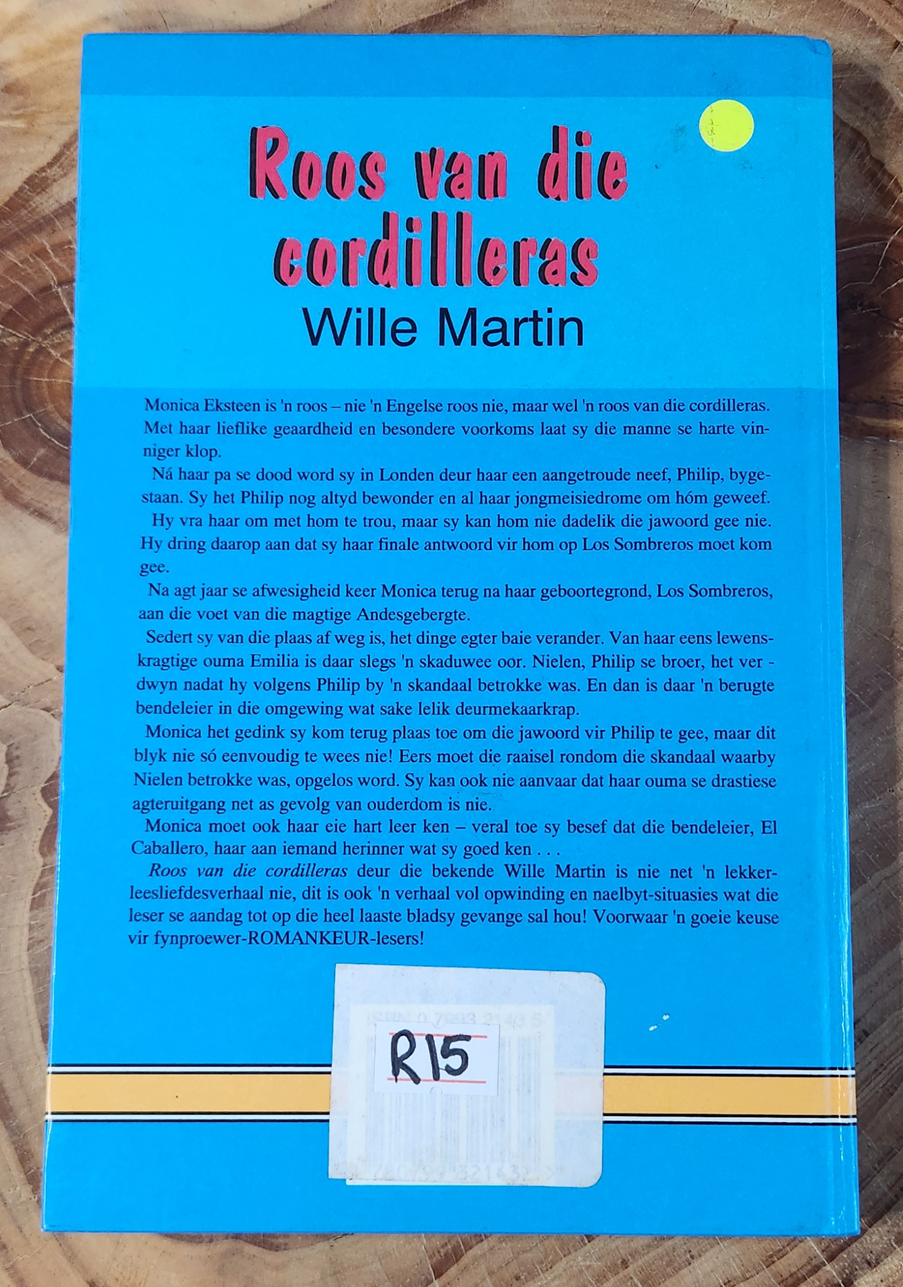 Roos van die
cordilleras
Wille Martin
Monica Eksteen is 'n roos – nie 'n Engelse roos nie, maar wel 'n roos van die cordilleras.
Met haar lieflike geaardheid en besondere voorkoms laat sy die manne se harte vin-
niger klop.
Ná haar pa se dood word sy in Londen deur haar een aangetroude neef, Philip, byge-
staan. Sy het Philip nog altyd bewonder en al haar jongmeisiedrome om hóm geweef.
Hy vra haar om met hom te trou, maar sy kan hom nie dadelik die jawoord gee nie.
Hy dring daarop aan dat sy haar finale antwoord vir hom op Los Sombreros moet kom
gee.
Na agt jaar se afwesigheid keer Monica terug na haar geboortegrond, Los Sombreros,
aan die voet van die magtige Andesgebergte.
Sedert sy van die plaas af weg is, het dinge egter baie verander. Van haar eens lewens-
kragtige ouma Emilia is daar slegs 'n skaduwee oor. Nielen, Philip se broer, het ver -
dwyn nadat hy volgens Philip by 'n skandaal betrokke was. En dan is daar 'n berugte
bendeleier in die omgewing wat sake lelik deurmekaarkrap.
Monica het gedink sy kom terug plaas toe om die jawoord vir Philip te gee, maar dit
blyk nie só eenvoudig te wees nie! Eers moet die raaisel rondom die skandaal waarby
Nielen betrokke was, opgelos word. Sy kan ook nie aanvaar dat haar ouma se drastiese
agteruitgang net as gevolg van ouderdom is nie.
Monica moet ook haar eie hart leer ken – veral toe sy besef dat die bendeleier, El
Caballero, haar aan iemand herinner wat sy goed ken . . .
Roos van die cordilleras deur die bekende Wille Martin is nie net 'n lekker-
leesliefdesverhaal nie, dit is ook 'n verhaal vol opwinding en naelbyt-situasies wat die
leser se aandag tot op die heel laaste bladsy gevange sal hou! Voorwaar 'n goeie keuse
vir fynproewer-ROMANKEUR-lesers!
R15